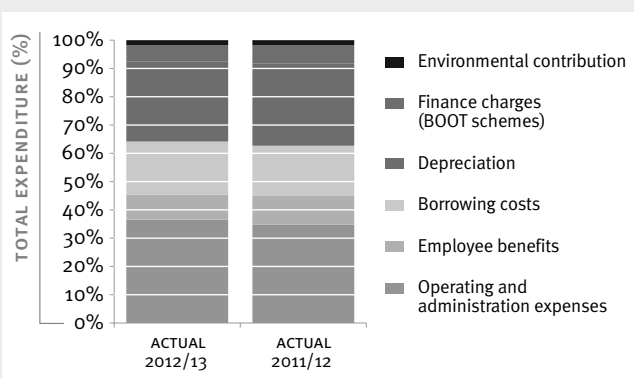 TOTAL EXPENDITURE (%)
100%
90%
80%
70%
60%
50%
40%
30%
20%
10%
0%
ACTUAL
2012/13
ACTUAL
2011/12
Environmental contribution
Finance charges
(BOOT schemes)
Depreciation
Borrowing costs
Employee benefits
Operating and
administration expenses